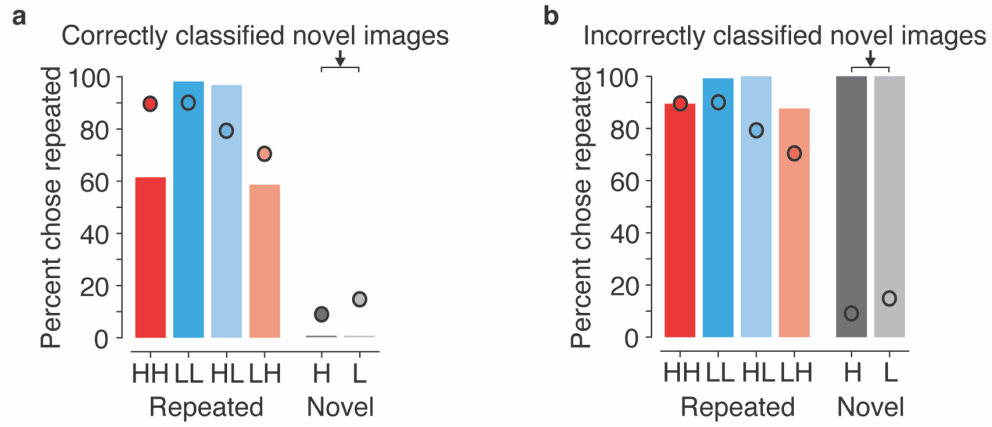 a
Correctly classified novel images
Percent chose repeated
100
80
60
40
20
0
HH LL HL LH H L
Repeated Novel
b
Incorrectly classified novel images
Percent chose repeated
100
80
60
40
20
0
HH LL HL LH H L
Repeated Novel